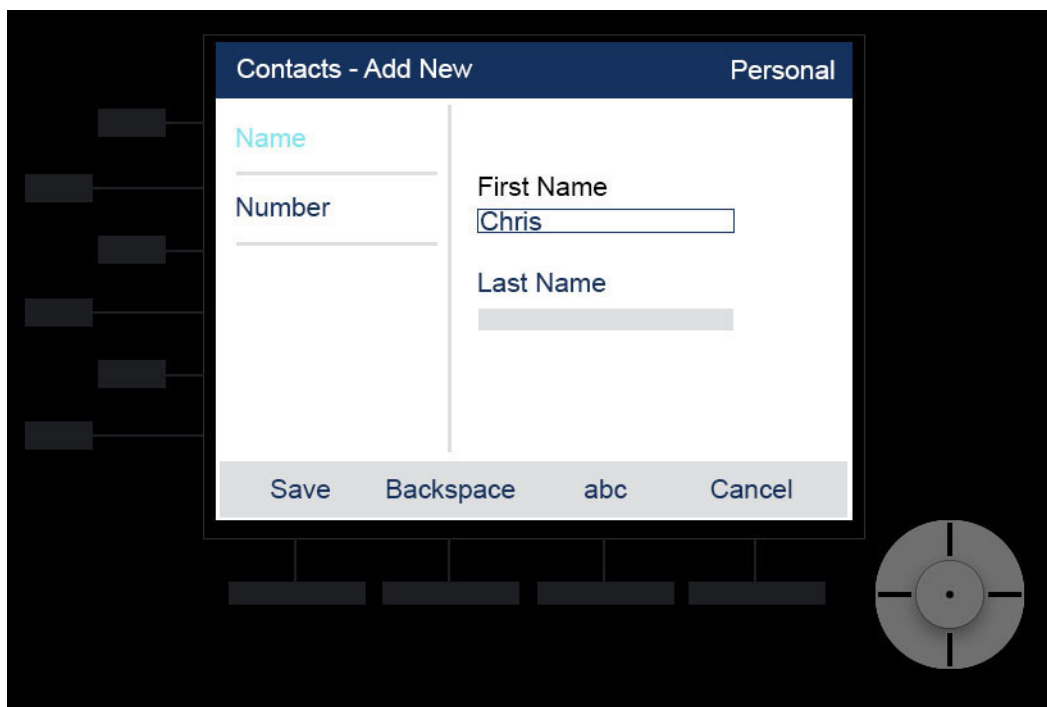 Contacts - Add New Personal
Name
Number
First Name
Chris
Last Name
Save Backspace abc Cancel